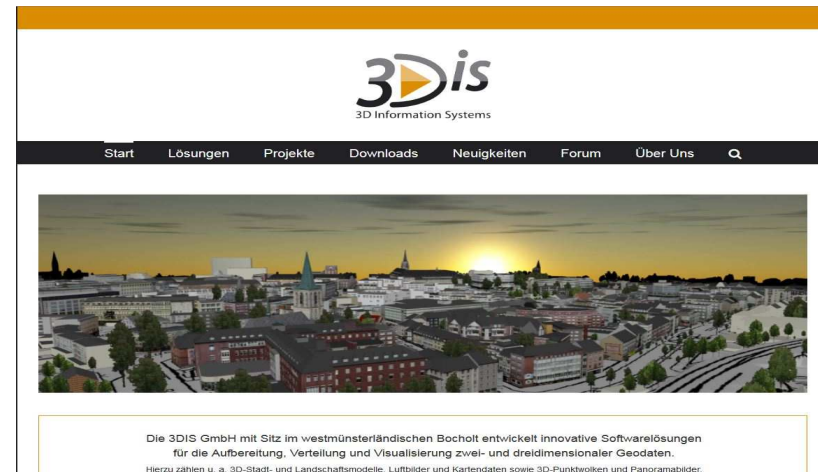 3Dis
3D Information Systems
Start Lösungen Projekte Downloads Neuigkeiten Forum Über Uns
Die 3DIS GmbH mit Sitz im westmünsterländischen Bocholt entwickelt innovative Softwarelösungen
für die Aufbereitung, Verteilung und Visualisierung zwei- und dreidimensionaler Geodaten.
Hierzu zählen u. a. 3D-Stadt- und Landschaftsmodelle, Luftbilder und Kartendaten sowie 3D-Punktwolken und Panoramabilder.